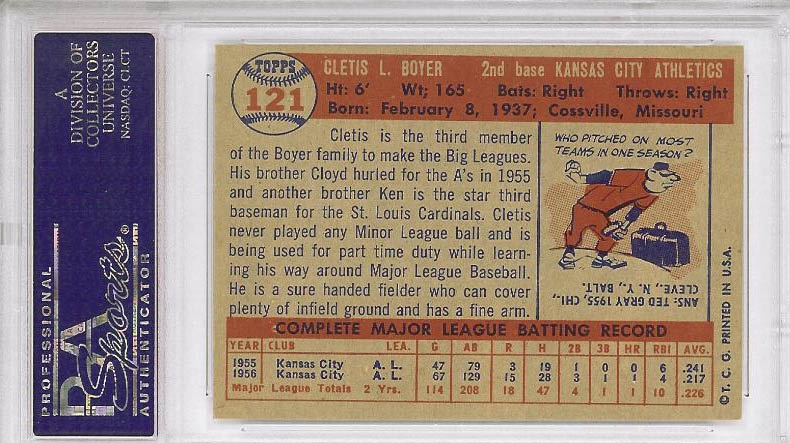 A
DIVISION OF
COLLECTORS
UNIVERSE
NASDAQ: CLCT
PROFESSIONAL
PSA
Sports
AUTHENTICATOR
TOPPS
121
CLETIS L. BOYER 2nd base KANSAS CITY ATHLETICS
Ht: 6' Wt; 165 Bats: Right Throws: Right
Born: February 8, 1937; Cossville, Missouri
Cletis is the third member
of the Boyer family to make the Big Leagues.
His brother Cloyd hurled for the A's in 1955
and another brother Ken is the star third
baseman for the St. Louis Cardinals. Cletis
never played any Minor League ball and is
being used for part time duty while learn-
ing his way around Major League Baseball.
He is a sure handed fielder who can cover
plenty of infield ground and has a fine arm.
WHO PITCHED ON MOST
TEAMS IN ONE SEASON?
ANS: TED GRAY 1955, CHI.,
CLEVE., N.Y., BALT.
COMPLETE MAJOR LEAGUE BATTING RECORD
YEAR CLUB LEA. G AB R H 2B 3B HR RBI AVG.
1955 Kansas City A. L. 47 79 3 19 1 0 0 6 .241
1956 Kansas City A. L. 67 129 15 28 3 1 1 4 .217
Major League Totals 2 Yrs. 114 208 18 47 4 1 1 10 .226
© T. C. G. PRINTED IN U.S.A.